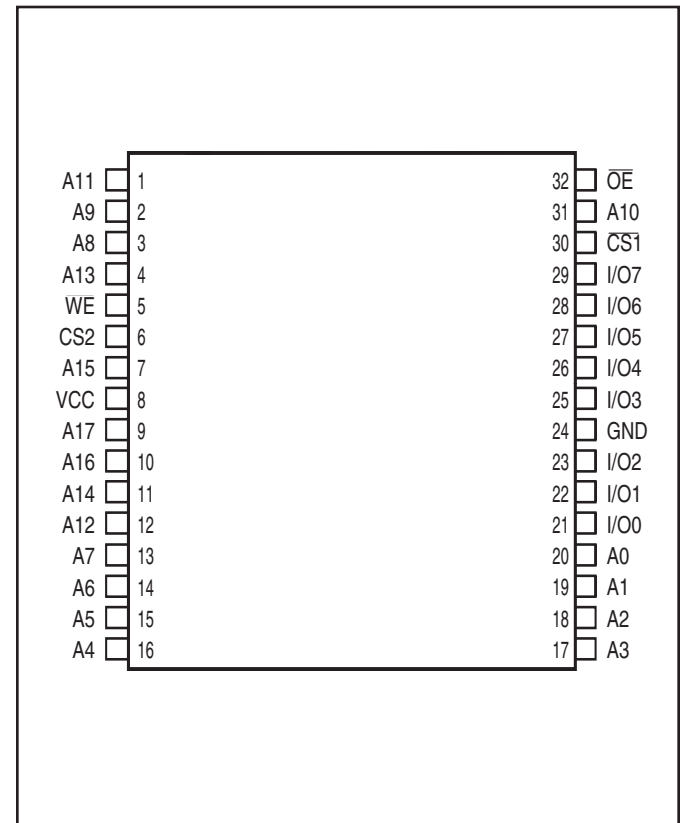 A11 1 32 O̅E̅
A9 2 31 A10
A8 3 30 C̅S̅1̅
A13 4 29 I/O7
W̅E̅ 5 28 I/O6
CS2 6 27 I/O5
A15 7 26 I/O4
VCC 8 25 I/O3
A17 9 24 GND
A16 10 23 I/O2
A14 11 22 I/O1
A12 12 21 I/O0
A7 13 20 A0
A6 14 19 A1
A5 15 18 A2
A4 16 17 A3